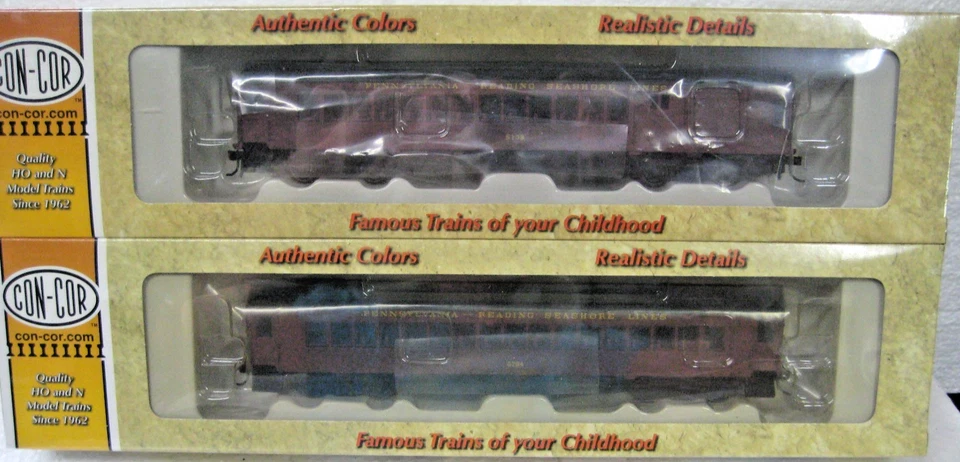 Authentic Colors
Realistic Details
CON-COR
TM
con-cor.com
Quality
HO and N
Model Trains
Since 1962
PENNSYLVANIA READING SEASHORE LINES
Famous Trains of your Childhood
Authentic Colors
Realistic Details
CON-COR
TM
con-cor.com
Quality
HO and N
Model Trains
Since 1962
PENNSYLVANIA - READING SEASHORE LINES
Famous Trains of your Childhood